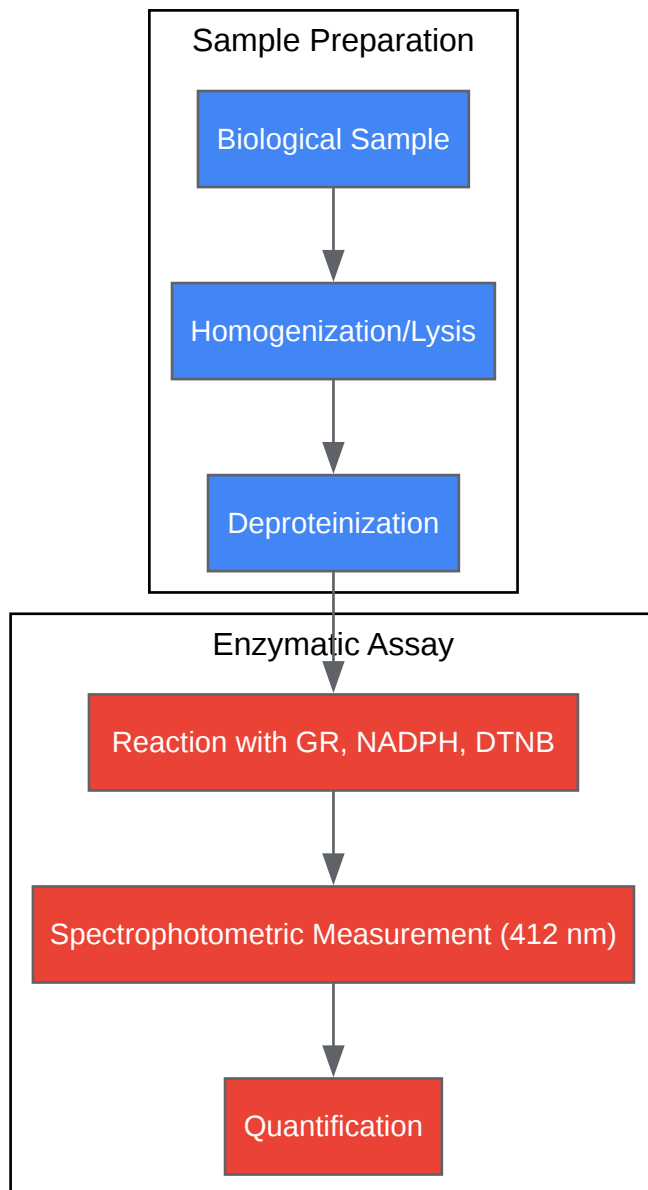 Sample Preparation
Biological Sample
Homogenization/Lysis
Deproteinization
Enzymatic Assay
Reaction with GR, NADPH, DTNB
Spectrophotometric Measurement (412 nm)
Quantification